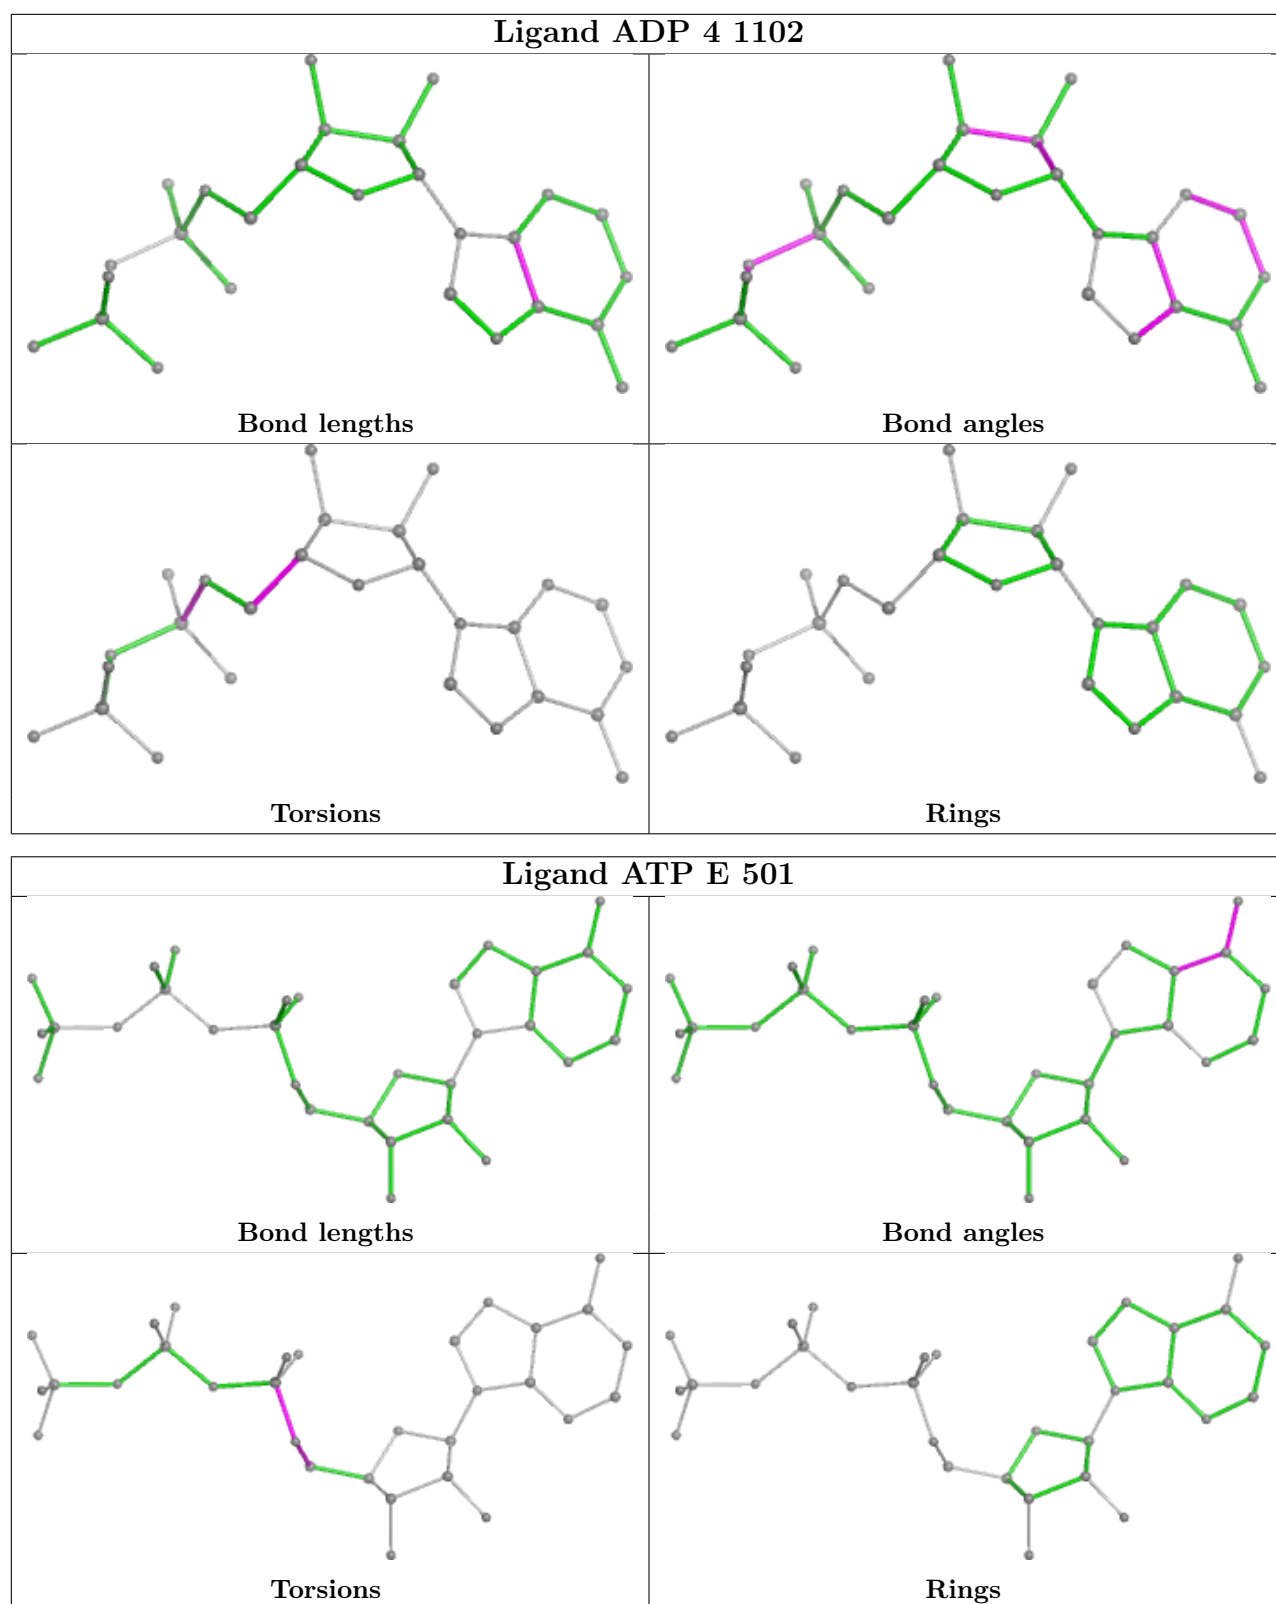 Ligand ADP 4 1102
Bond lengths
Bond angles
Torsions
Rings
Ligand ATP E 501
Bond lengths
Bond angles
Torsions
Rings